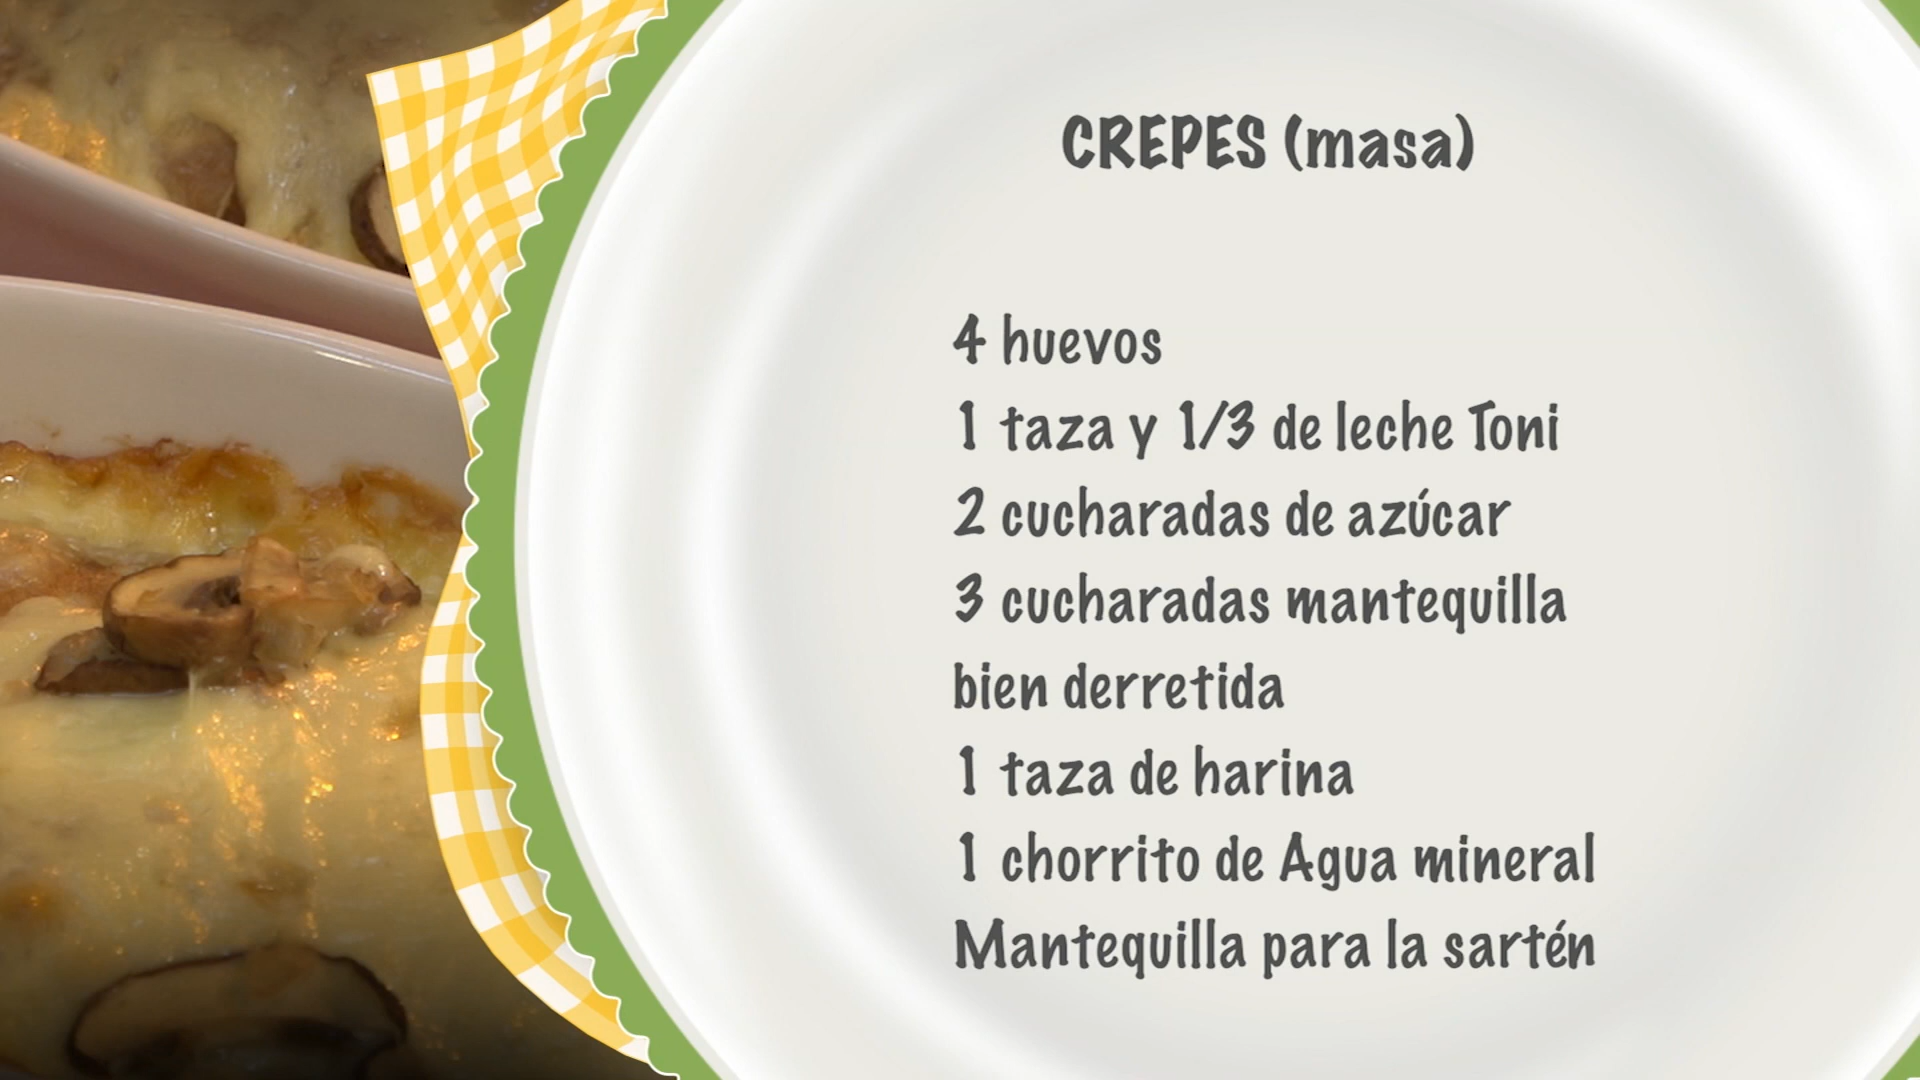 CREPES (masa)
4 huevos
1 taza y 1/3 de leche Toni
2 cucharadas de azúcar
3 cucharadas mantequilla
bien derretida
1 taza de harina
1 chorrito de Agua mineral
Mantequilla para la sartén